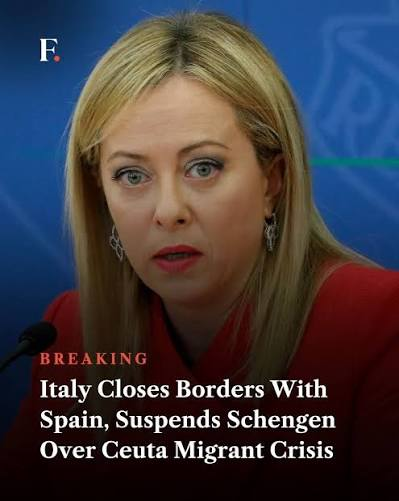 F.
BREAKING
Italy Closes Borders With
Spain, Suspends Schengen
Over Ceuta Migrant Crisis